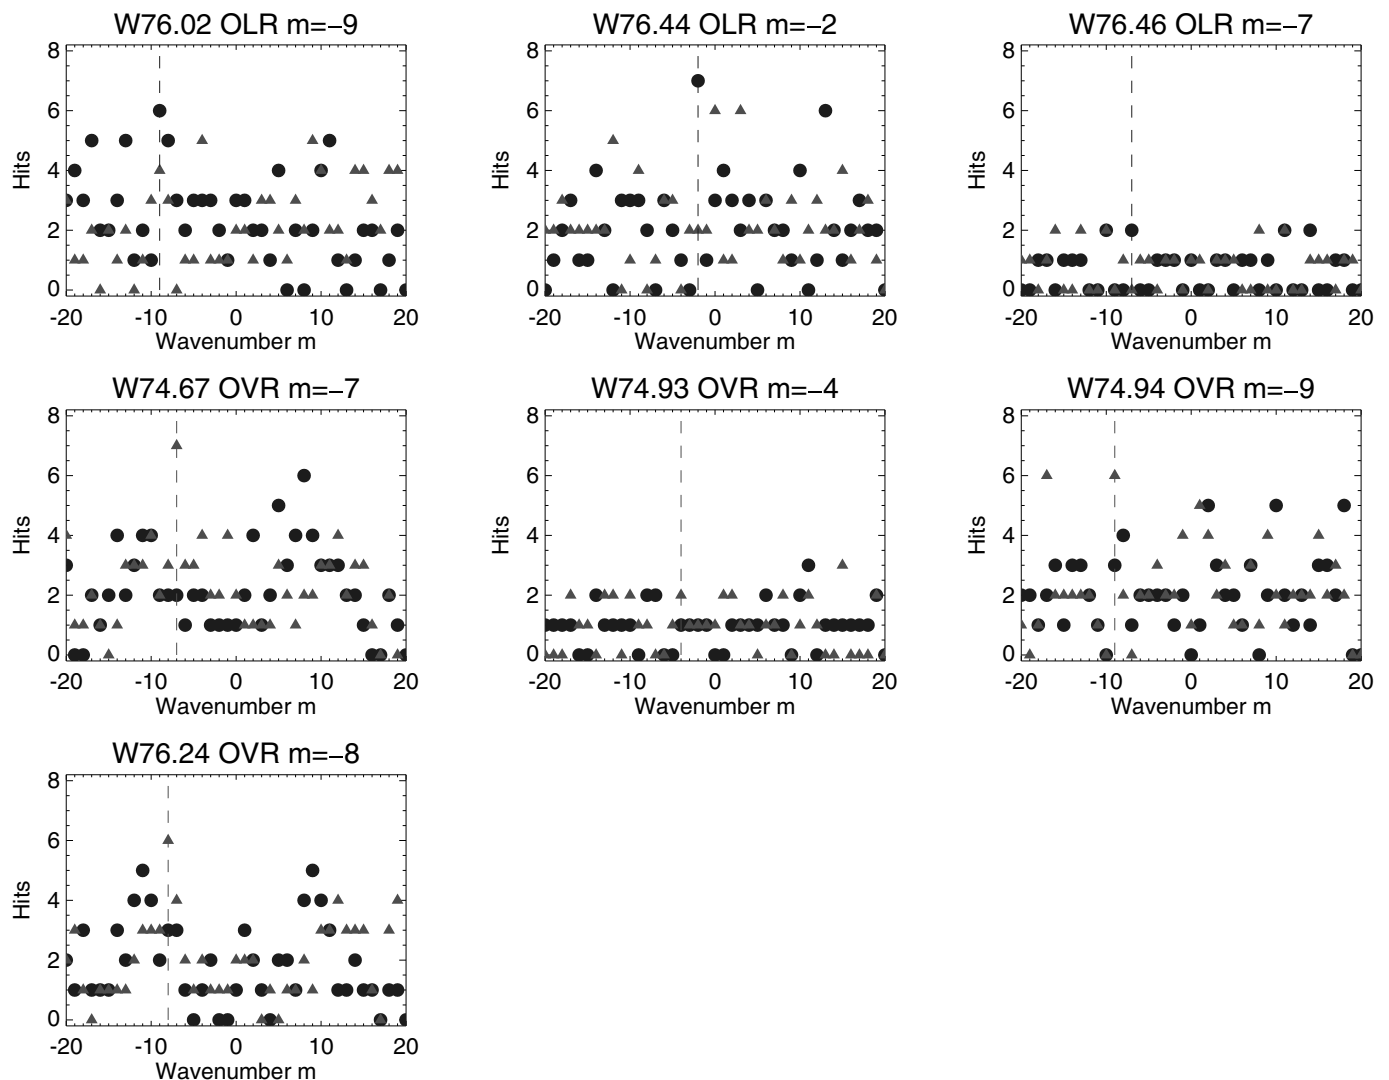 W76.02 OLR m=−9
W76.44 OLR m=−2
W76.46 OLR m=−7
8
6
4
2
0
Hits
-20 -10 0 10 20
Wavenumber m
8
6
4
2
0
Hits
-20 -10 0 10 20
Wavenumber m
8
6
4
2
0
Hits
-20 -10 0 10 20
Wavenumber m
W74.67 OVR m=−7
W74.93 OVR m=−4
W74.94 OVR m=−9
8
6
4
2
0
Hits
-20 -10 0 10 20
Wavenumber m
8
6
4
2
0
Hits
-20 -10 0 10 20
Wavenumber m
8
6
4
2
0
Hits
-20 -10 0 10 20
Wavenumber m
W76.24 OVR m=−8
8
6
4
2
0
Hits
-20 -10 0 10 20
Wavenumber m